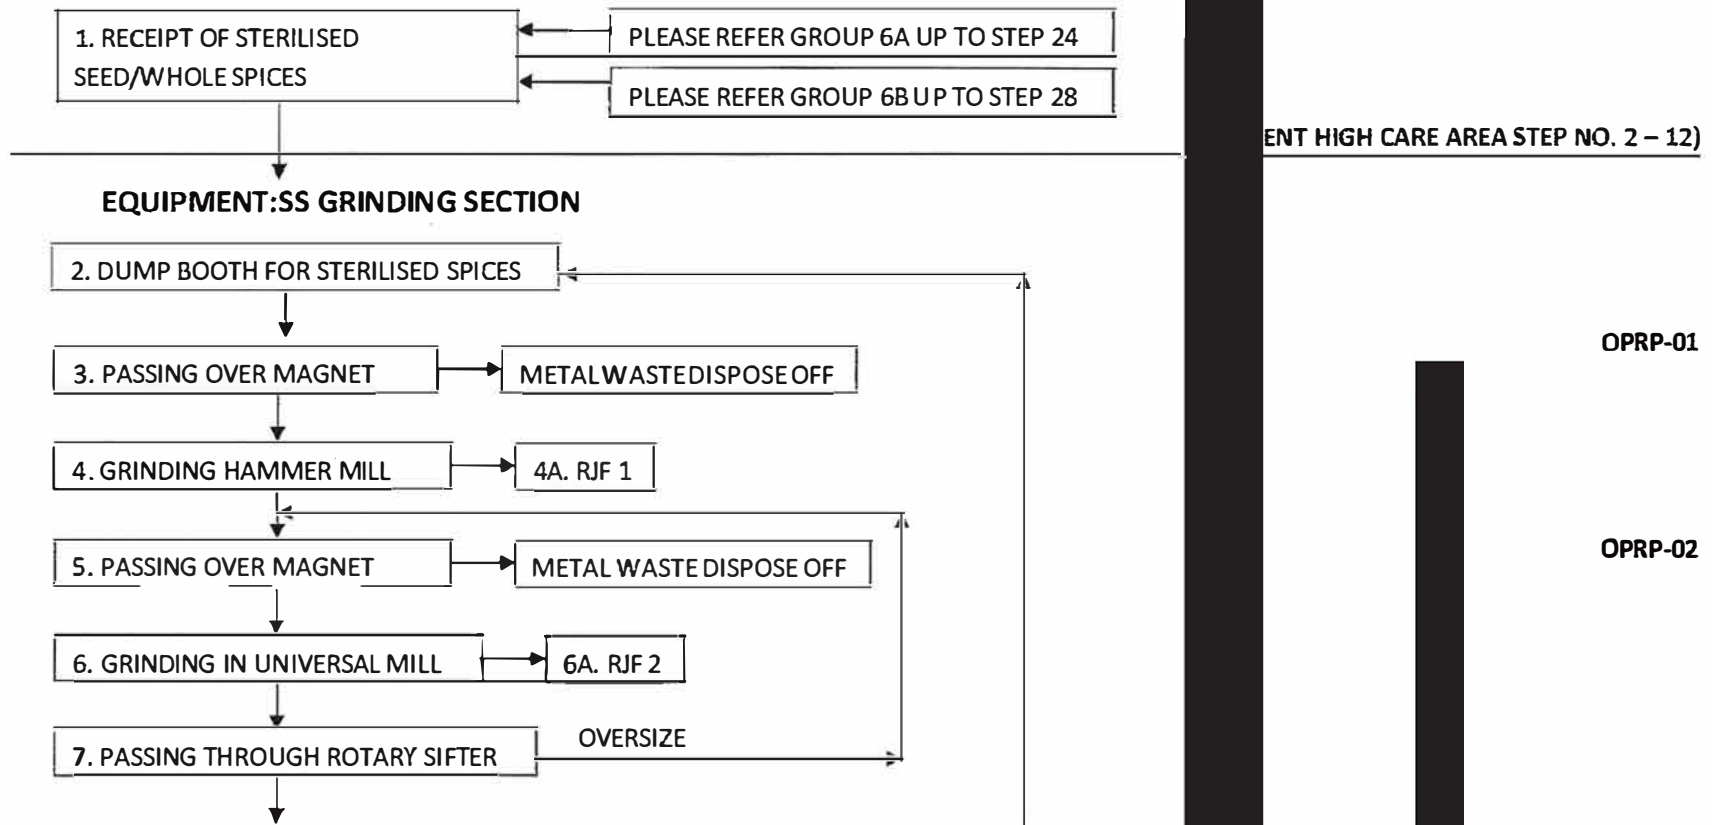 1. RECEIPT OF STERILISED
SEED/WHOLE SPICES
PLEASE REFER GROUP 6A UP TO STEP 24
PLEASE REFER GROUP 6B UP TO STEP 28
ENT HIGH CARE AREA STEP NO. 2 – 12)
EQUIPMENT:SS GRINDING SECTION
2. DUMP BOOTH FOR STERILISED SPICES
OPRP-01
3. PASSING OVER MAGNET
METAL WASTE DISPOSE OFF
4. GRINDING HAMMER MILL
4A. RJF 1
5. PASSING OVER MAGNET
METAL WASTE DISPOSE OFF
OPRP-02
6. GRINDING IN UNIVERSAL MILL
6A. RJF 2
7. PASSING THROUGH ROTARY SIFTER
OVERSIZE